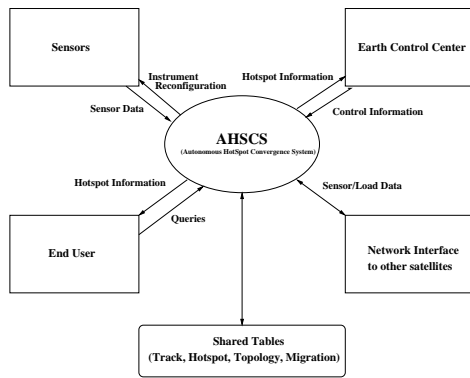 Sensors
Earth Control Center
Instrument
Reconfiguration
Hotspot Information
Sensor Data
Control Information
AHSCS
(Autonomous HotSpot Convergence System)
Hotspot Information
Sensor/Load Data
Queries
End User
Network Interface
to other satellites
Shared Tables
(Track, Hotspot, Topology, Migration)